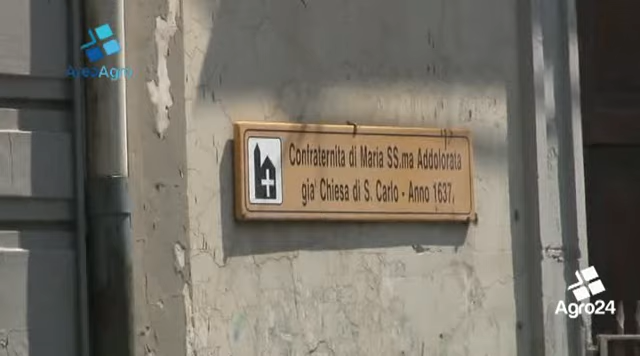 AreaAgro
Confraternita di Maria SS.ma Addolorata
gia' Chiesa di S. Carlo - Anno 1637.
Agro24